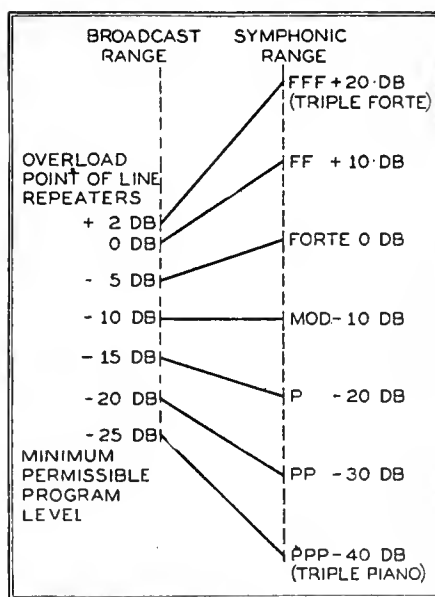 BROADCAST RANGE
SYMPHONIC RANGE
FFF +20·DB
(TRIPLE FORTE)
OVERLOAD
POINT OF LINE
REPEATERS
FF +10·DB
+ 2 DB
0 DB
FORTE 0 DB
- 5 DB
-10 DB
MOD-10 DB
-15 DB
P -20 DB
-20 DB
-25 DB
MINIMUM
PERMISSIBLE
PROGRAM
LEVEL
PP -30 DB
PPP-40 DB
(TRIPLE PIANO)